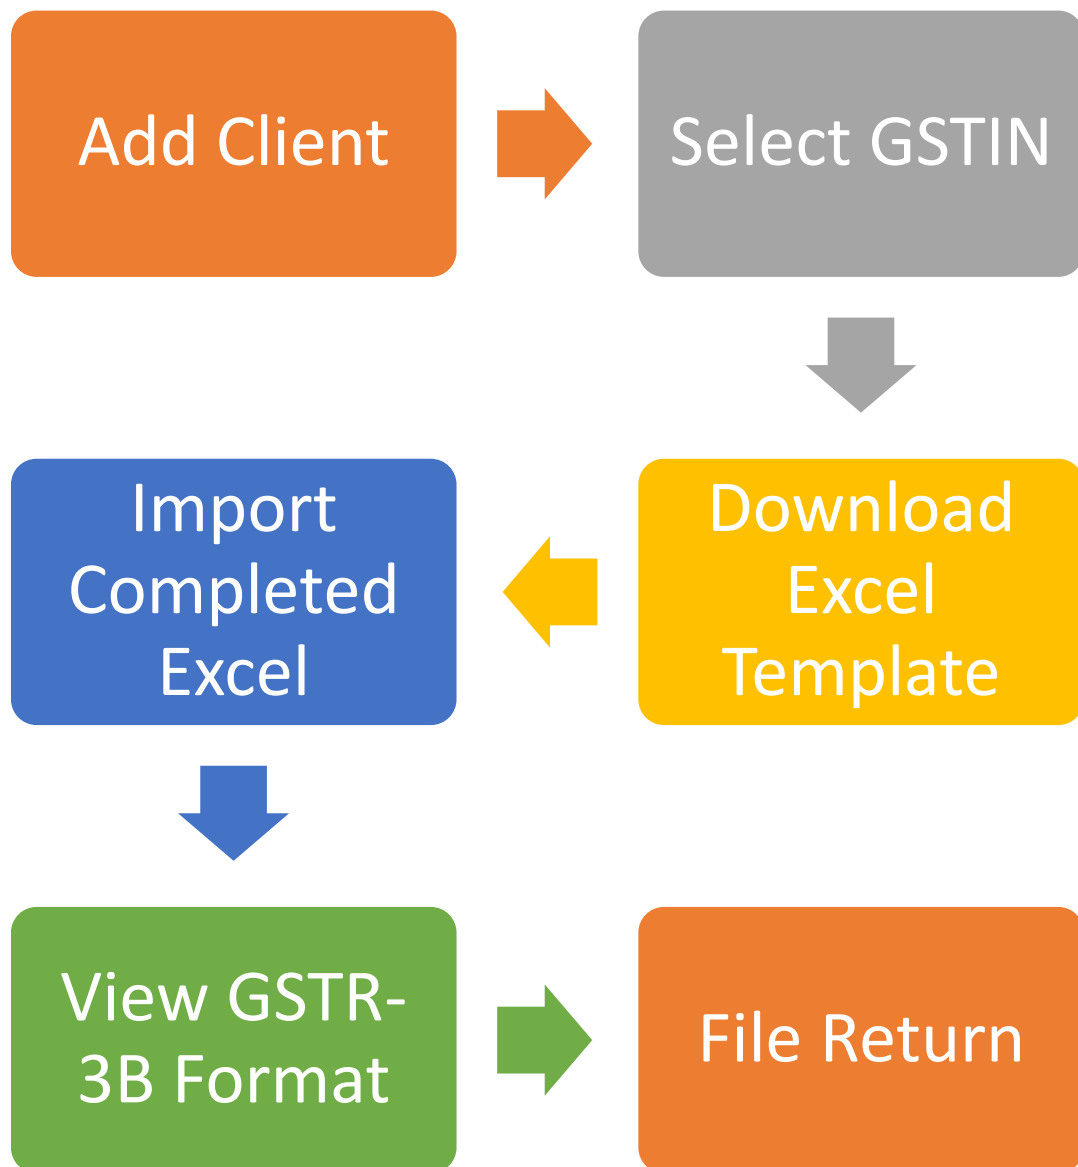 Add Client
Select GSTIN
Download
Excel
Template
Import
Completed
Excel
View GSTR-
3B Format
File Return